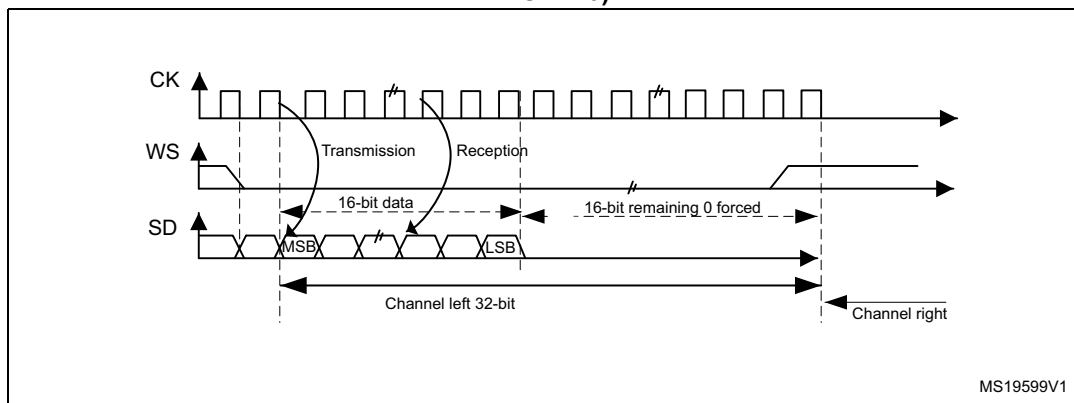 CK
WS
Transmission
Reception
16-bit data
16-bit remaining 0 forced
SD
MSB
LSB
Channel left 32-bit
Channel right
MS19599V1